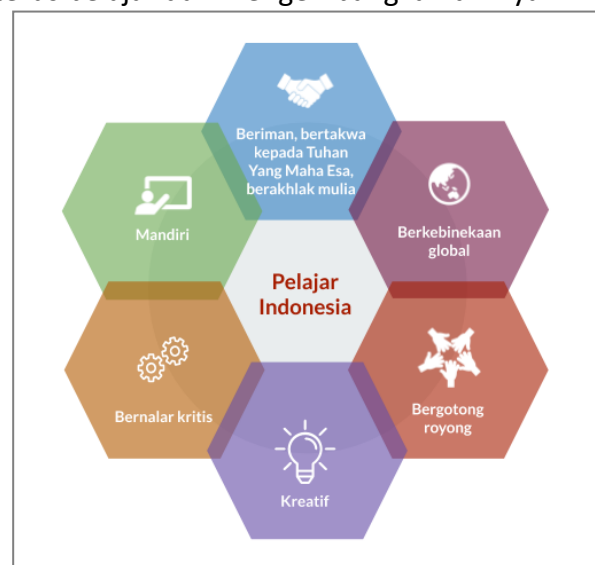 Beriman, bertakwa
kepada Tuhan
Yang Maha Esa,
berakhlak mulia
Berkebinekaan
global
Bergotong
royong
Kreatif
Bernalar kritis
Mandiri
Pelajar
Indonesia